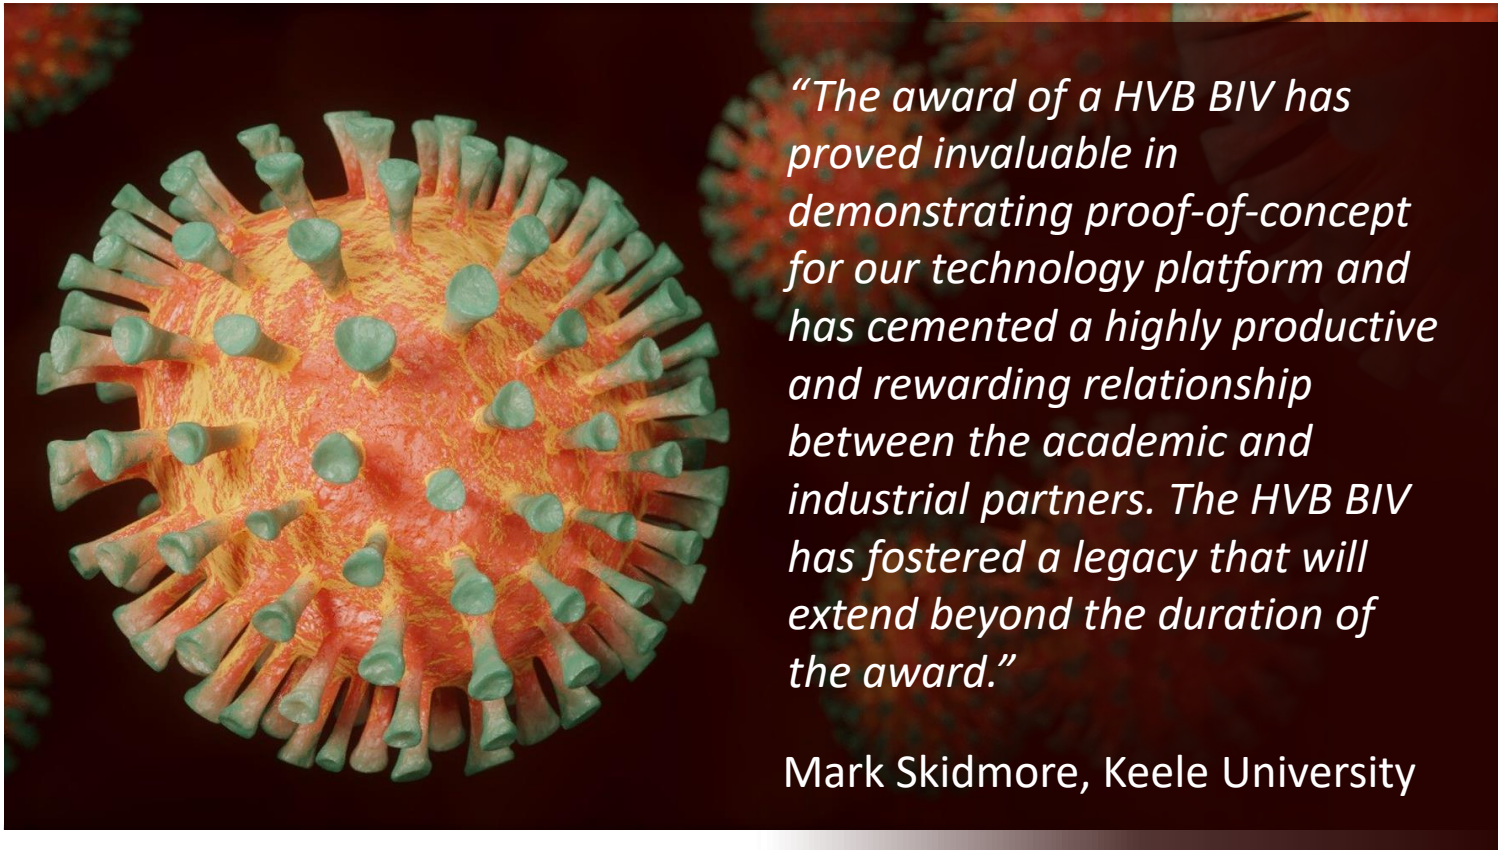 “The award of a HVB BIV has
proved invaluable in
demonstrating proof-of-concept
for our technology platform and
has cemented a highly productive
and rewarding relationship
between the academic and
industrial partners. The HVB BIV
has fostered a legacy that will
extend beyond the duration of
the award.”
Mark Skidmore, Keele University